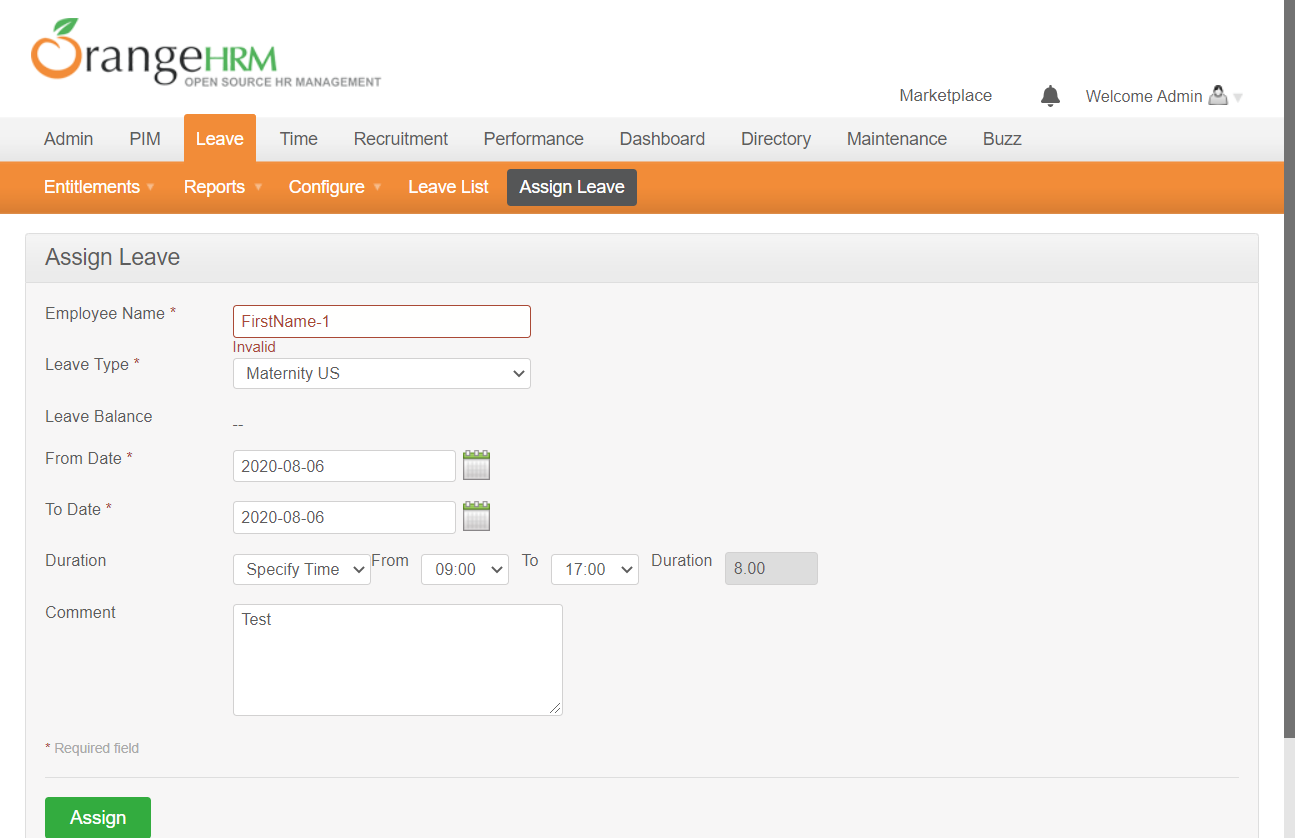 OrangeHRM
OPEN SOURCE HR MANAGEMENT
Marketplace Welcome Admin
Admin PIM Leave Time Recruitment Performance Dashboard Directory Maintenance Buzz
Entitlements Reports Configure Leave List Assign Leave
Assign Leave
Employee Name * FirstName-1
Invalid
Leave Type * Maternity US
Leave Balance --
From Date * 2020-08-06
To Date * 2020-08-06
Duration Specify Time From 09:00 To 17:00 Duration 8.00
Comment Test
* Required field
Assign